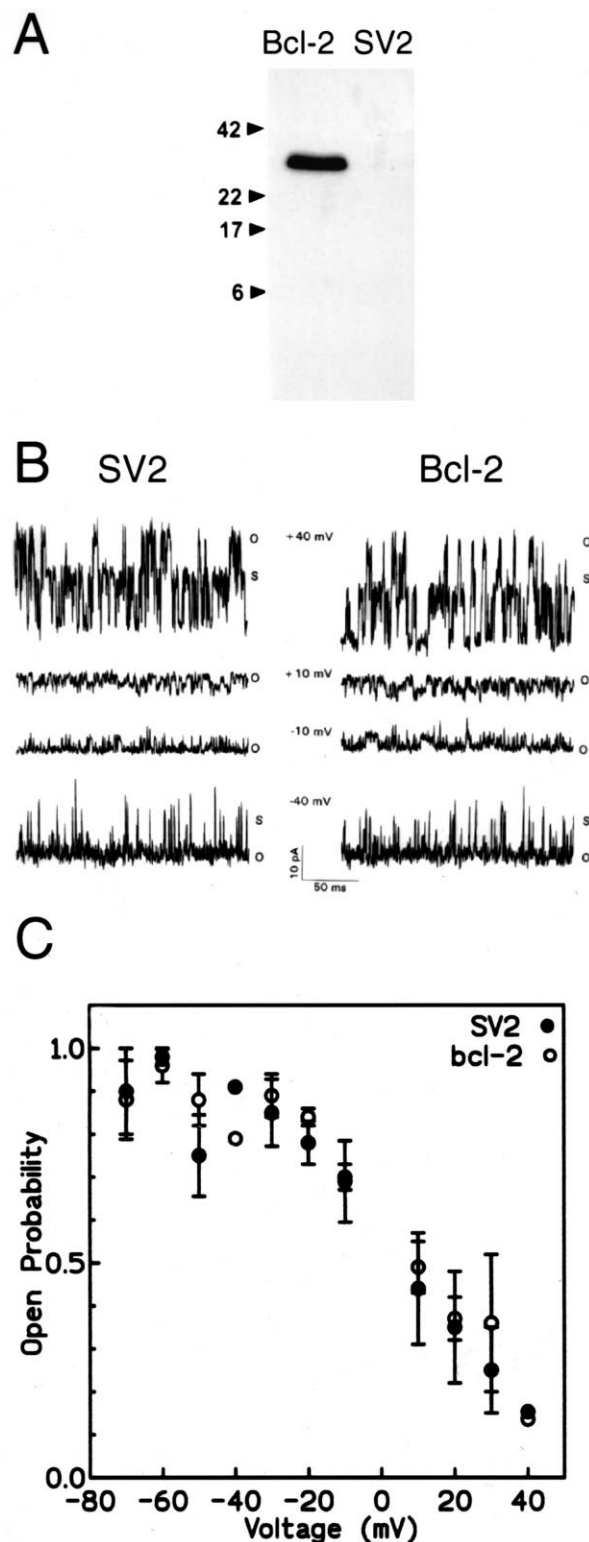 A
Bcl-2 SV2
42
22
17
6
B
SV2
Bcl-2
O
+40 mV
O
S
S
O
+10 mV
O
O
-10 mV
O
-40 mV
S
S
O
O
10 pA
50 ms
C
SV2
bcl-2
1.0
0.5
0.0
Open Probability
-80 -60 -40 -20 0 20 40
Voltage (mV)